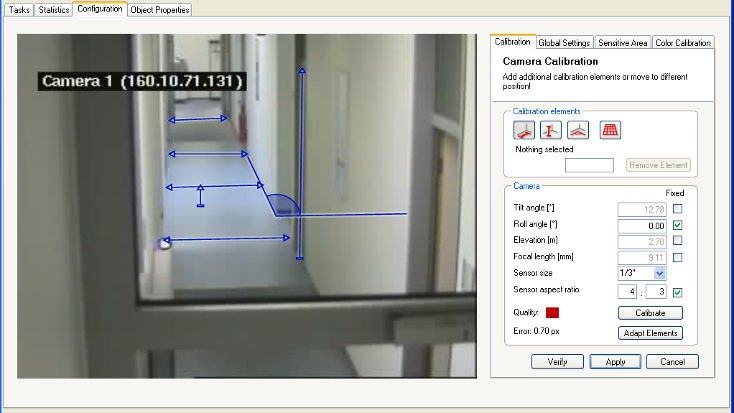 Tasks Statistics Configuration Object Properties
Camera 1 (160.10.71.131)
Calibration Global Settings Sensitive Area Color Calibration
Camera Calibration
Add additional calibration elements or move to different
position!
Calibration elements
Nothing selected
Remove Element
Camera
Fixed
Tilt angle [°] 12.78
Roll angle [°] 0.00
Elevation [m] 2.70
Focal length [mm] 9.11
Sensor size 1/3"
Sensor aspect ratio 4 : 3
Quality: Calibrate
Error: 0.70 px Adapt Elements
Verify Apply Cancel